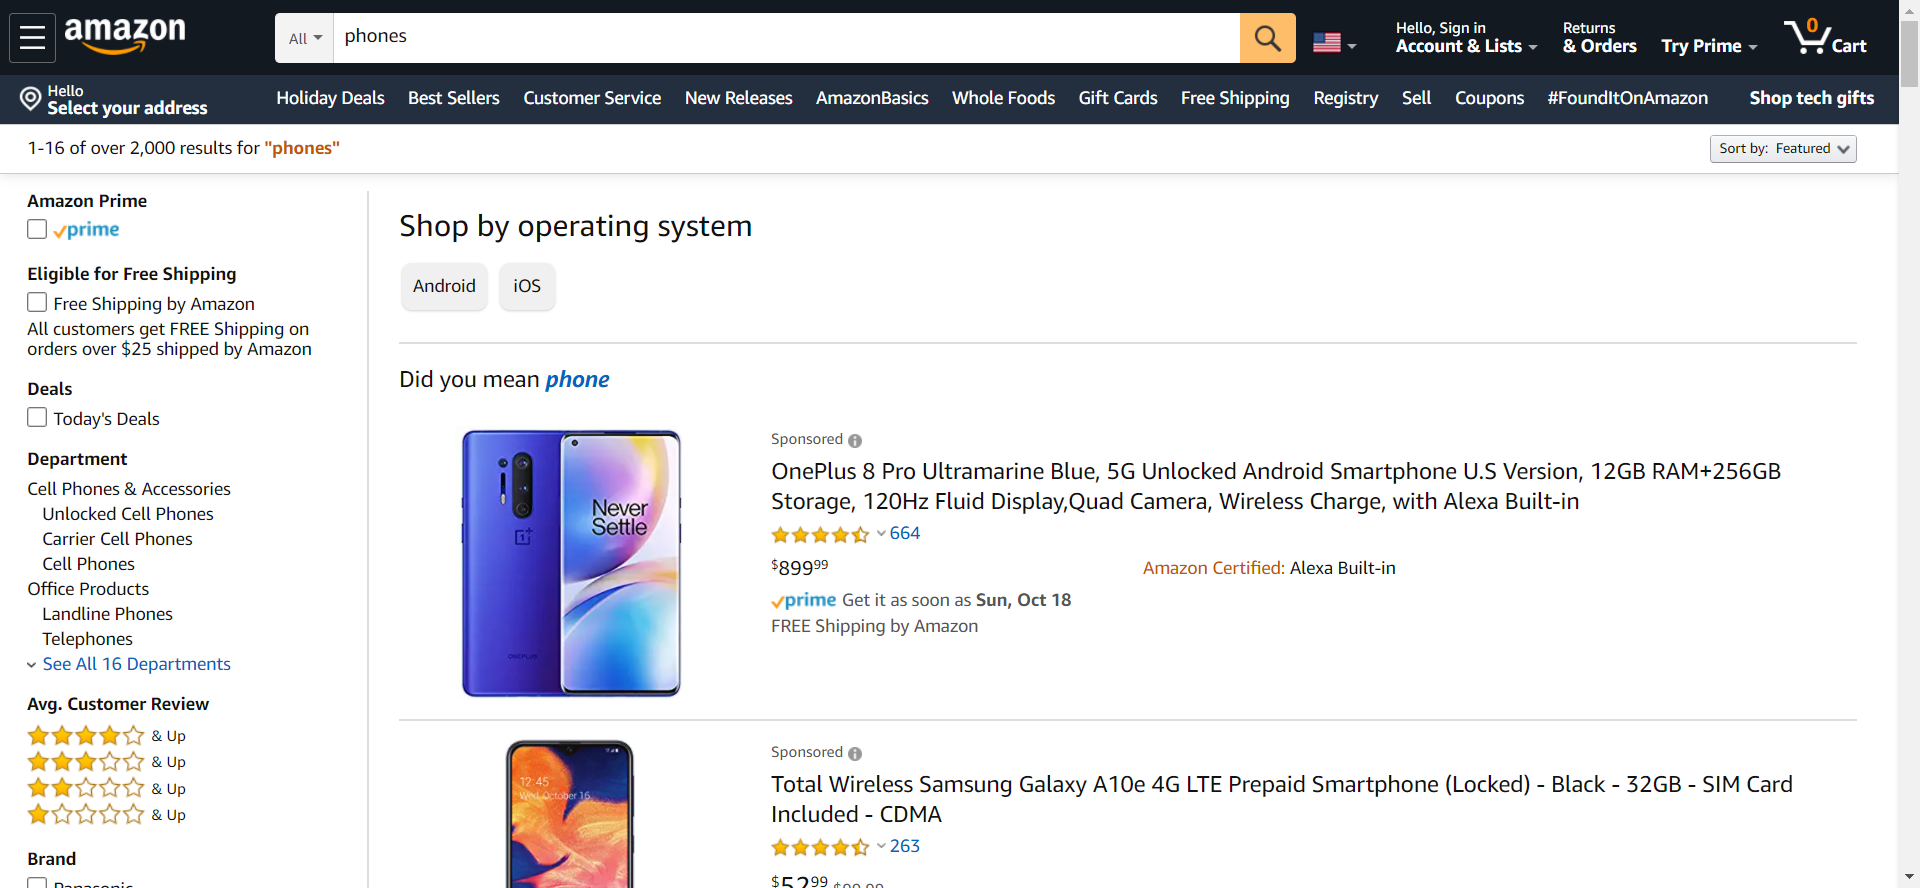 amazon
All
phones
Hello, Sign in
Account & Lists
Returns
& Orders
Try Prime
0
Cart
Hello
Select your address
Holiday Deals
Best Sellers
Customer Service
New Releases
AmazonBasics
Whole Foods
Gift Cards
Free Shipping
Registry
Sell
Coupons
#FoundItOnAmazon
Shop tech gifts
1-16 of over 2,000 results for "phones"
Sort by: Featured
Amazon Prime
prime
Eligible for Free Shipping
Free Shipping by Amazon
All customers get FREE Shipping on
orders over $25 shipped by Amazon
Deals
Today's Deals
Department
Cell Phones & Accessories
Unlocked Cell Phones
Carrier Cell Phones
Cell Phones
Office Products
Landline Phones
Telephones
See All 16 Departments
Avg. Customer Review
& Up
& Up
& Up
& Up
Brand
Panasonic
Shop by operating system
Android
iOS
Did you mean phone
Never
Settle
ONEPLUS
Sponsored
OnePlus 8 Pro Ultramarine Blue, 5G Unlocked Android Smartphone U.S Version, 12GB RAM+256GB
Storage, 120Hz Fluid Display,Quad Camera, Wireless Charge, with Alexa Built-in
664
$899.99
Amazon Certified: Alexa Built-in
prime Get it as soon as Sun, Oct 18
FREE Shipping by Amazon
12:45
Wed, October 16
Sponsored
Total Wireless Samsung Galaxy A10e 4G LTE Prepaid Smartphone (Locked) - Black - 32GB - SIM Card
Included - CDMA
263
$52.99